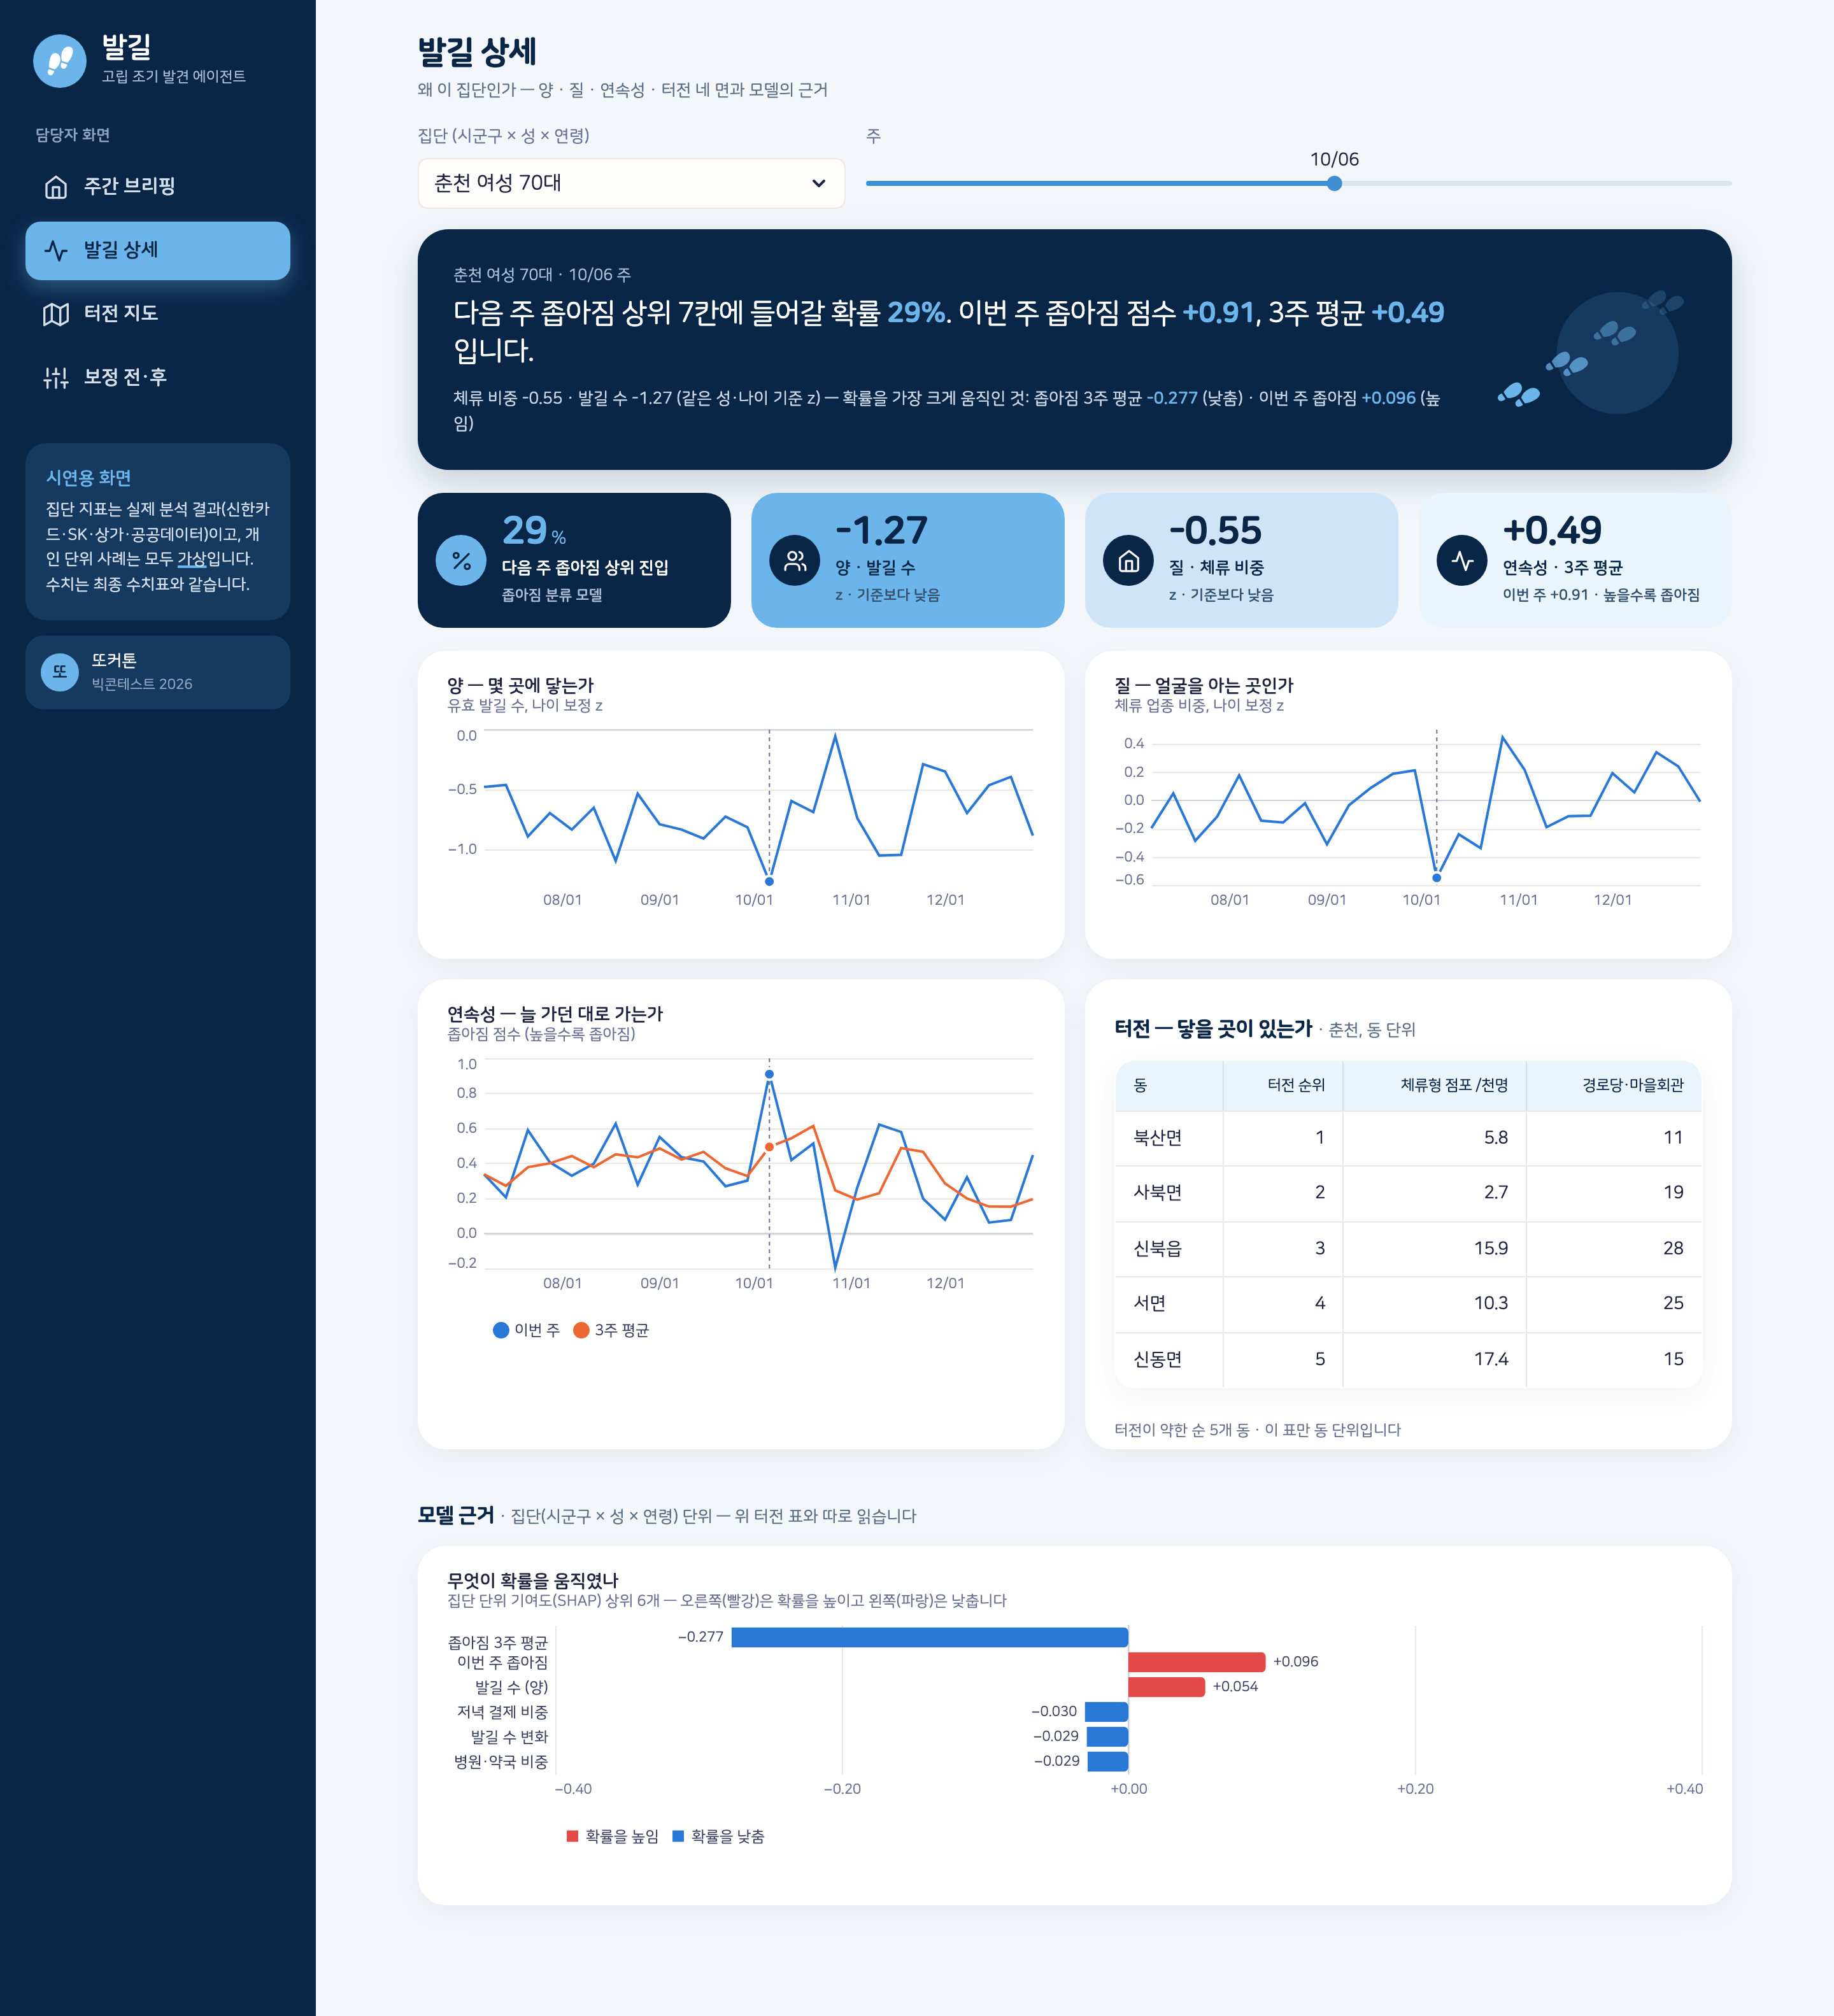 발길
고립 조기 발견 에이전트
담당자 화면
주간 브리핑
발길 상세
터전 지도
보정 전·후
시연용 화면
집단 지표는 실제 분석 결과(신한카
드·SK·상가·공공데이터)이고, 개
인 단위 사례는 모두 가상입니다.
수치는 최종 수치표와 같습니다.
또
또커톤
빅콘테스트 2026
발길 상세
왜 이 집단인가 — 양 · 질 · 연속성 · 터전 네 면과 모델의 근거
집단 (시군구 × 성 × 연령)
춘천 여성 70대
주
10/06
춘천 여성 70대 · 10/06 주
다음 주 좁아짐 상위 7칸에 들어갈 확률 29%. 이번 주 좁아짐 점수 +0.91, 3주 평균 +0.49
입니다.
체류 비중 -0.55 · 발길 수 -1.27 (같은 성·나이 기준 z) — 확률을 가장 크게 움직인 것: 좁아짐 3주 평균 -0.277 (낮춤) · 이번 주 좁아짐 +0.096 (높
임)
29 %
다음 주 좁아짐 상위 진입
좁아짐 분류 모델
-1.27
양 · 발길 수
z · 기준보다 낮음
-0.55
질 · 체류 비중
z · 기준보다 낮음
+0.49
연속성 · 3주 평균
이번 주 +0.91 · 높을수록 좁아짐
양 — 몇 곳에 닿는가
유효 발길 수, 나이 보정 z
0.0
−0.5
−1.0
08/01 09/01 10/01 11/01 12/01
질 — 얼굴을 아는 곳인가
체류 업종 비중, 나이 보정 z
0.4
0.2
0.0
−0.2
−0.4
−0.6
08/01 09/01 10/01 11/01 12/01
연속성 — 늘 가던 대로 가는가
좁아짐 점수 (높을수록 좁아짐)
1.0
0.8
0.6
0.4
0.2
0.0
−0.2
08/01 09/01 10/01 11/01 12/01
이번 주 3주 평균
터전 — 닿을 곳이 있는가 · 춘천, 동 단위
동 터전 순위 체류형 점포 /천명 경로당·마을회관
북산면 1 5.8 11
사북면 2 2.7 19
신북읍 3 15.9 28
서면 4 10.3 25
신동면 5 17.4 15
터전이 약한 순 5개 동 · 이 표만 동 단위입니다
모델 근거 · 집단(시군구 × 성 × 연령) 단위 — 위 터전 표와 따로 읽습니다
무엇이 확률을 움직였나
집단 단위 기여도(SHAP) 상위 6개 — 오른쪽(빨강)은 확률을 높이고 왼쪽(파랑)은 낮춥니다
좁아짐 3주 평균 −0.277
이번 주 좁아짐 +0.096
발길 수 (양) +0.054
저녁 결제 비중 −0.030
발길 수 변화 −0.029
병원·약국 비중 −0.029
−0.40 −0.20 +0.00 +0.20 +0.40
확률을 높임 확률을 낮춤